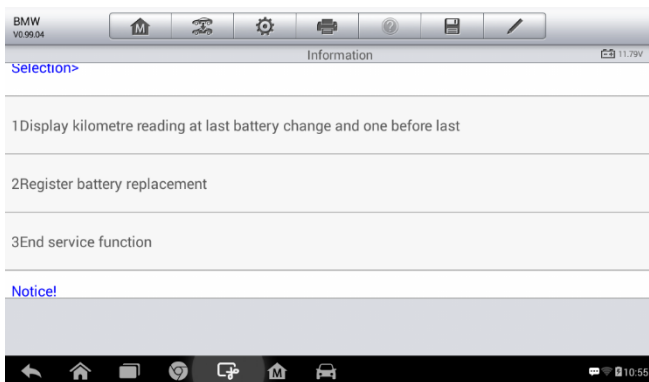 BMW
V0.99.04
Information
11.79V
Selection>
1Display kilometre reading at last battery change and one before last
2Register battery replacement
3End service function
Notice!
10:55